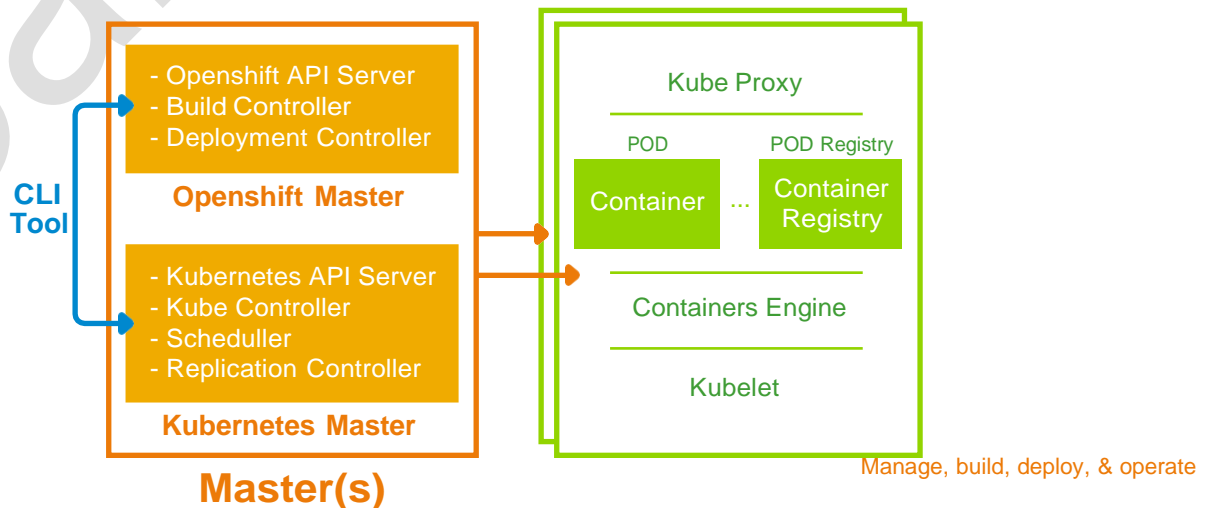 - Openshift API Server
- Build Controller
- Deployment Controller
Openshift Master
CLI
Tool
- Kubernetes API Server
- Kube Controller
- Scheduller
- Replication Controller
Kubernetes Master
Master(s)
Kube Proxy
POD
POD Registry
Container
...
Container
Registry
Containers Engine
Kubelet
Manage, build, deploy, & operate